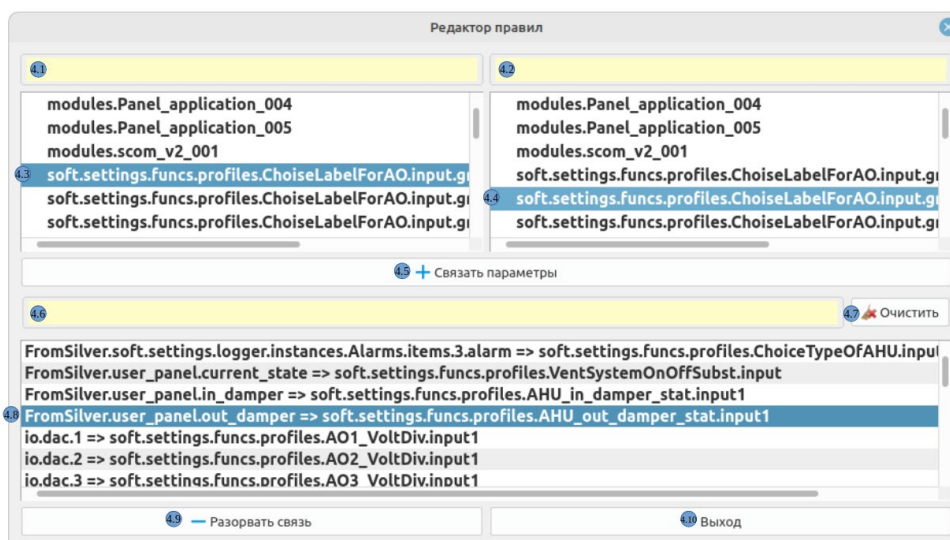 Редактор правил
4.1
4.2
modules.Panel_application_004
modules.Panel_application_005
modules.scom_v2_001
4.3 soft.settings.funcs.profiles.ChoiseLabelForAO.input.gr
soft.settings.funcs.profiles.ChoiseLabelForAO.input.gr
soft.settings.funcs.profiles.ChoiseLabelForAO.input.gr
modules.Panel_application_004
modules.Panel_application_005
modules.scom_v2_001
soft.settings.funcs.profiles.ChoiseLabelForAO.input.gr
4.4 soft.settings.funcs.profiles.ChoiseLabelForAO.input.gr
soft.settings.funcs.profiles.ChoiseLabelForAO.input.gr
4.5 + Связать параметры
4.6
4.7 Очистить
FromSilver.soft.settings.logger.instances.Alarms.items.3.alarm => soft.settings.funcs.profiles.ChoiceTypeOfAHU.input
FromSilver.user_panel.current_state => soft.settings.funcs.profiles.VentSystemOnOffSubst.input
FromSilver.user_panel.in_damper => soft.settings.funcs.profiles.AHU_in_damper_stat.input1
4.8 FromSilver.user_panel.out_damper => soft.settings.funcs.profiles.AHU_out_damper_stat.input1
io.dac.1 => soft.settings.funcs.profiles.AO1_VoltDiv.input1
io.dac.2 => soft.settings.funcs.profiles.AO2_VoltDiv.input1
io.dac.3 => soft.settings.funcs.profiles.AO3_VoltDiv.input1
4.9 — Разорвать связь
4.10 Выход